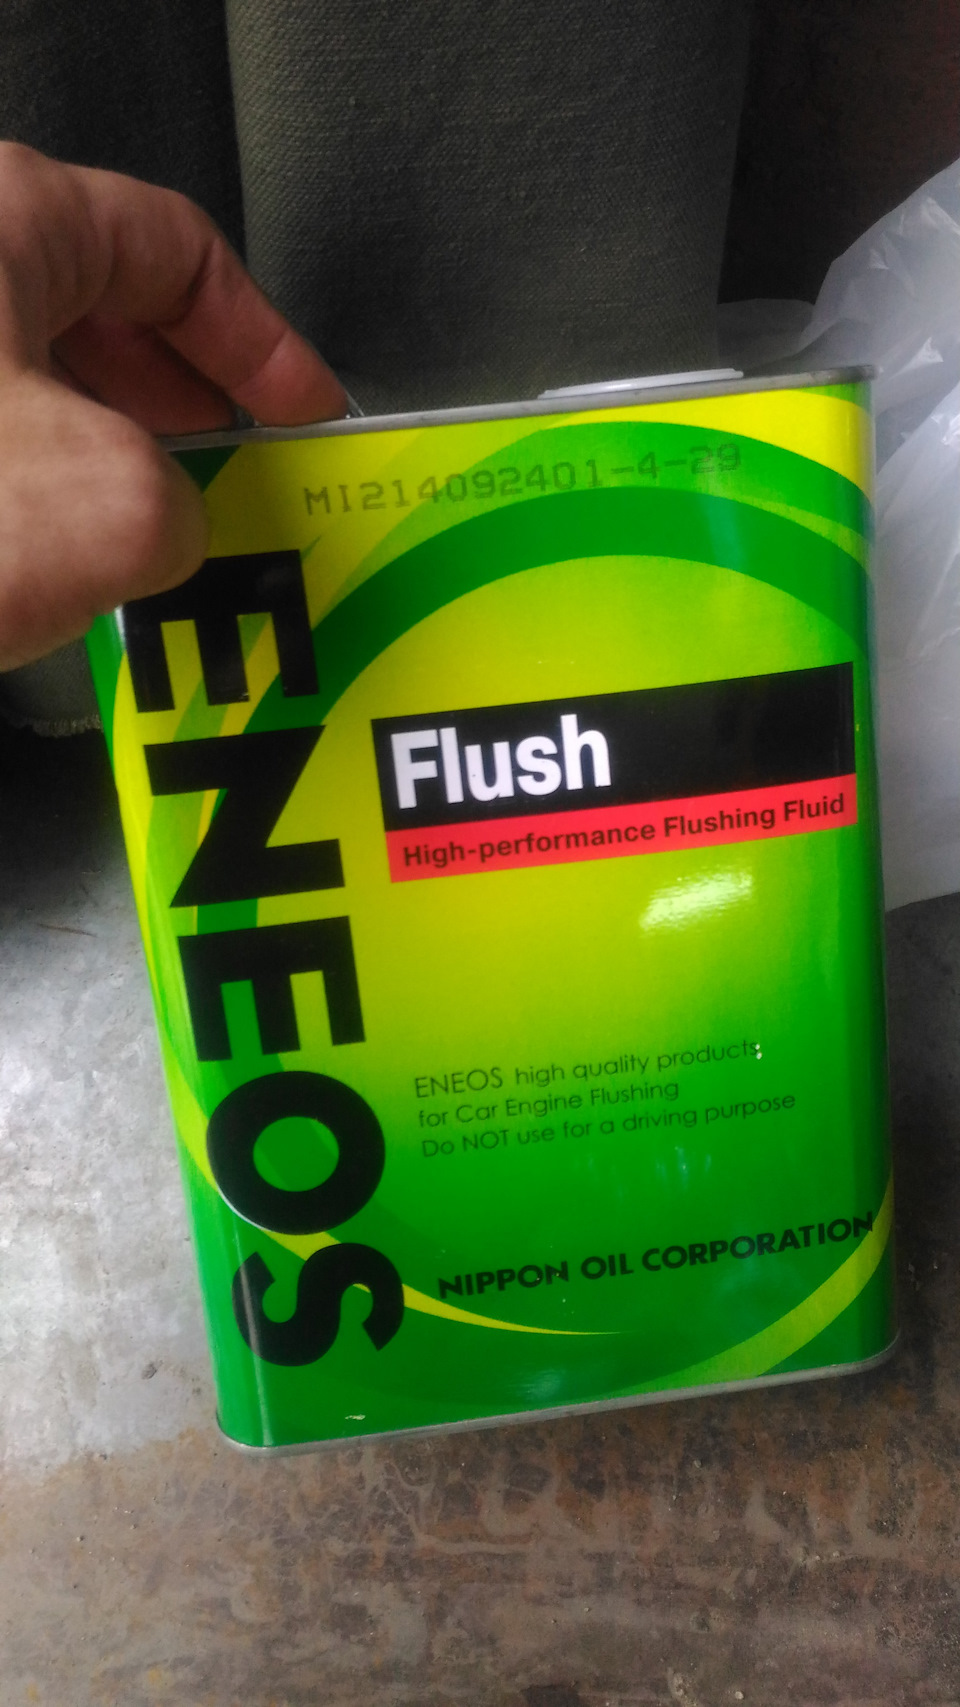 MI214092401-4-29
ENEOS
Flush
High-performance Flushing Fluid
ENEOS high quality products
for Car Engine Flushing
Do NOT use for a driving purpose
NIPPON OIL CORPORATION